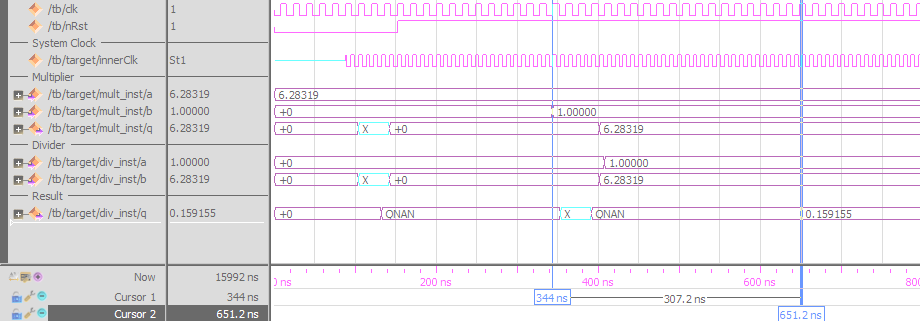 /tb/clk 1
/tb/nRst 1
System Clock
/tb/target/innerClk St1
Multiplier
/tb/target/mult_inst/a 6.28319 6.28319
/tb/target/mult_inst/b 1.00000 +0 1.00000
/tb/target/mult_inst/q 6.28319 +0 X +0 6.28319
Divider
/tb/target/div_inst/a 1.00000 +0 1.00000
/tb/target/div_inst/b 6.28319 +0 X +0 6.28319
Result
/tb/target/div_inst/q 0.159155 +0 QNAN X QNAN 0.159155
Now 15992 ns 0 ns 200 ns 400 ns 600 ns 800
Cursor 1 344 ns 344 ns 307.2 ns
Cursor 2 651.2 ns 651.2 ns